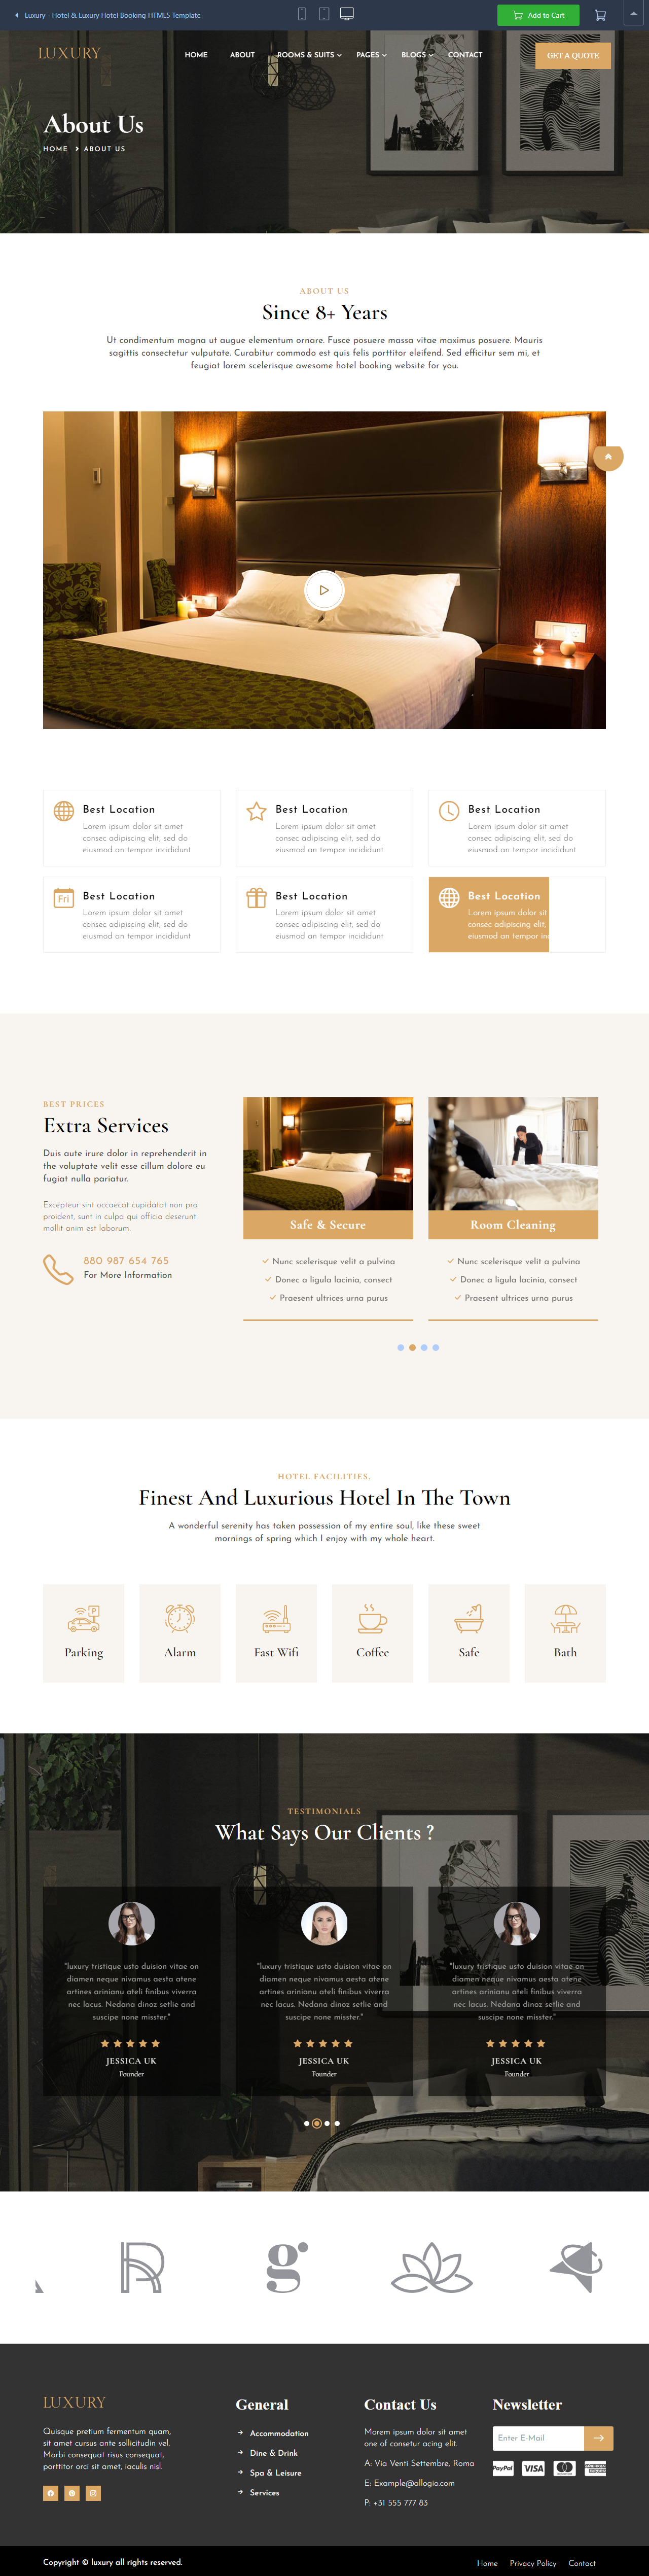 Luxury - Hotel & Luxury Hotel Booking HTML5 Template
Add to Cart
LUXURY
HOME ABOUT ROOMS & SUITS PAGES BLOGS CONTACT
GET A QUOTE
About Us
HOME ABOUT US
ABOUT US
Since 8+ Years
Ut condimentum magna ut augue elementum ornare. Fusce posuere massa vitae maximus posuere. Mauris
sagittis consectetur vulputate. Curabitur commodo est quis felis porttitor eleifend. Sed efficitur sem mi, et
feugiat lorem scelerisque awesome hotel booking website for you.
Best Location
Lorem ipsum dolor sit amet
consec adipiscing elit, sed do
eiusmod an tempor incididunt
Best Location
Lorem ipsum dolor sit amet
consec adipiscing elit, sed do
eiusmod an tempor incididunt
Best Location
Lorem ipsum dolor sit amet
consec adipiscing elit, sed do
eiusmod an tempor incididunt
Fri
Best Location
Lorem ipsum dolor sit amet
consec adipiscing elit, sed do
eiusmod an tempor incididunt
Best Location
Lorem ipsum dolor sit amet
consec adipiscing elit, sed do
eiusmod an tempor incididunt
Best Location
Lorem ipsum dolor sit
consec adipiscing elit,
eiusmod an tempor inc
BEST PRICES
Extra Services
Duis aute irure dolor in reprehenderit in
the voluptate velit esse cillum dolore eu
fugiat nulla pariatur.
Excepteur sint occaecat cupidatat non pro
proident, sunt in culpa qui officia deserunt
mollit anim est laborum.
880 987 654 765
For More Information
Safe & Secure
Nunc scelerisque velit a pulvina
Donec a ligula lacinia, consect
Praesent ultrices urna purus
Room Cleaning
Nunc scelerisque velit a pulvina
Donec a ligula lacinia, consect
Praesent ultrices urna purus
HOTEL FACILITIES.
Finest And Luxurious Hotel In The Town
A wonderful serenity has taken possession of my entire soul, like these sweet
mornings of spring which I enjoy with my whole heart.
P
Parking
Alarm
Fast Wifi
Coffee
Safe
Bath
TESTIMONIALS
What Says Our Clients ?
"luxury tristique usto duision vitae on
diamen neque nivamus aesta atene
artines arinianu ateli finibus viverra
nec lacus. Nedana dinoz setlie and
suscipe none misster."
JESSICA UK
Founder
"luxury tristique usto duision vitae on
diamen neque nivamus aesta atene
artines arinianu ateli finibus viverra
nec lacus. Nedana dinoz setlie and
suscipe none misster."
JESSICA UK
Founder
"luxury tristique usto duision vitae on
diamen neque nivamus aesta atene
artines arinianu ateli finibus viverra
nec lacus. Nedana dinoz setlie and
suscipe none misster."
JESSICA UK
Founder
R
g
LUXURY
Quisque pretium fermentum quam,
sit amet cursus ante sollicitudin vel.
Morbi consequat risus consequat,
porttitor orci sit amet, iaculis nisl.
General
Accommodation
Dine & Drink
Spa & Leisure
Services
Contact Us
Morem ipsum dolor sit amet
one of consetur acing elit.
A: Via Venti Settembre, Roma
E: Example@allogio.com
P: +31 555 777 83
Newsletter
Enter E-Mail
PayPal VISA MasterCard AMERICAN EXPRESS
Copyright © luxury all rights reserved.
Home Privacy Policy Contact